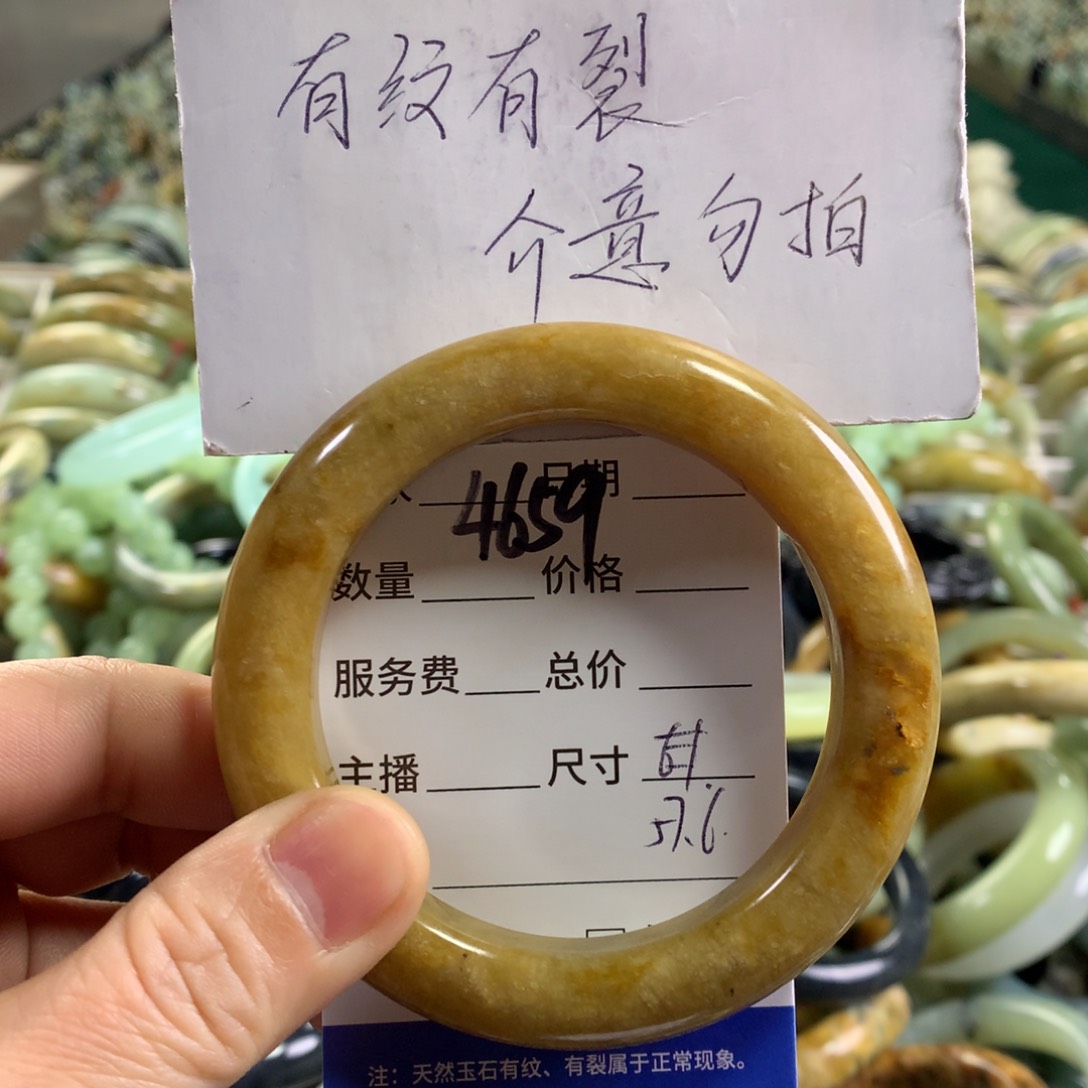 有纹有裂
介意勿拍
日期
4659
数量 价格
服务费 总价
主播 尺寸
57.6
注：天然玉石有纹、有裂属于正常现象。